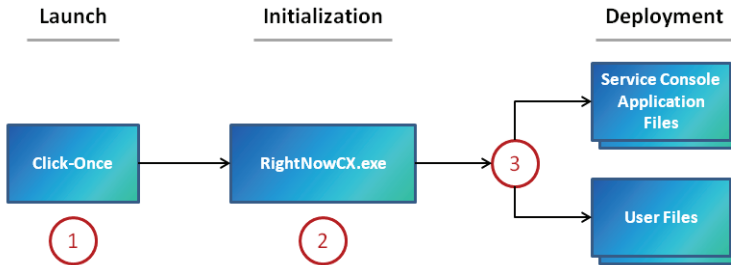 Launch
Initialization
Deployment
Click-Once
RightNowCX.exe
Service Console
Application
Files
User Files
1
2
3